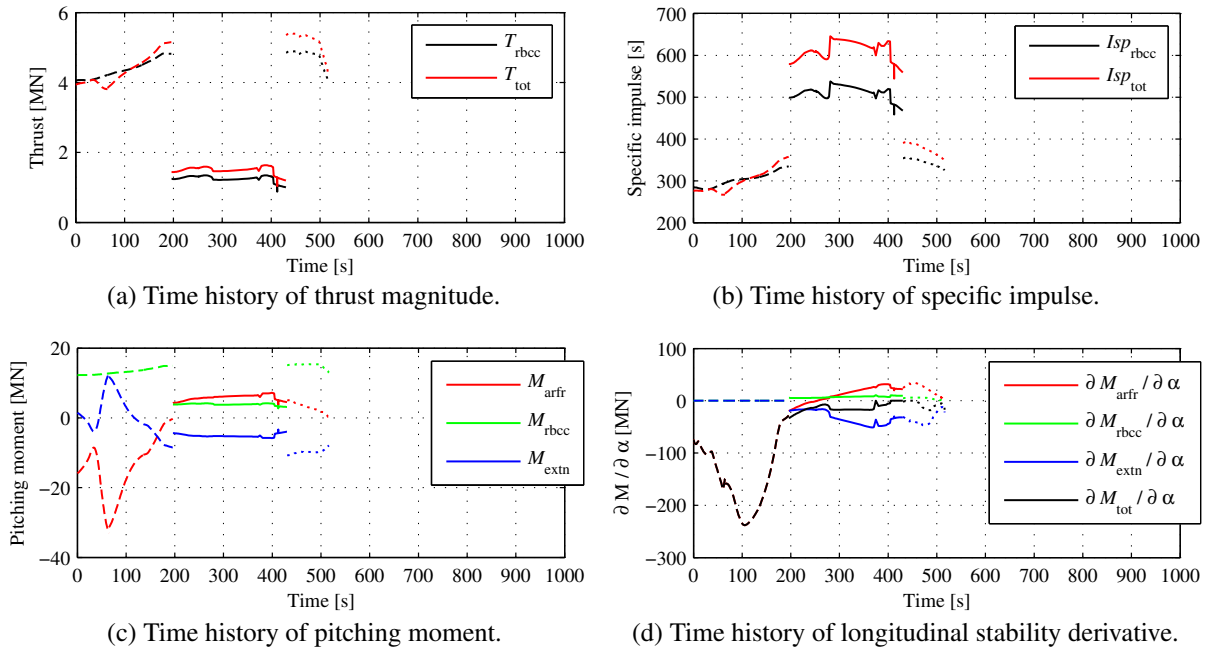 6
4
2
0
Thrust [MN]
T rbcc
T tot
0 100 200 300 400 500 600 700 800 900 1000
Time [s]
(a) Time history of thrust magnitude.
700
600
500
400
300
200
Specific impulse [s]
Isp rbcc
Isp tot
0 100 200 300 400 500 600 700 800 900 1000
Time [s]
(b) Time history of specific impulse.
20
0
−20
−40
Pitching moment [MN]
M arfr
M rbcc
M extn
0 100 200 300 400 500 600 700 800 900 1000
Time [s]
(c) Time history of pitching moment.
100
0
−100
−200
−300
∂ M / ∂ α [MN]
∂ M arfr / ∂ α
∂ M rbcc / ∂ α
∂ M extn / ∂ α
∂ M tot / ∂ α
0 100 200 300 400 500 600 700 800 900 1000
Time [s]
(d) Time history of longitudinal stability derivative.